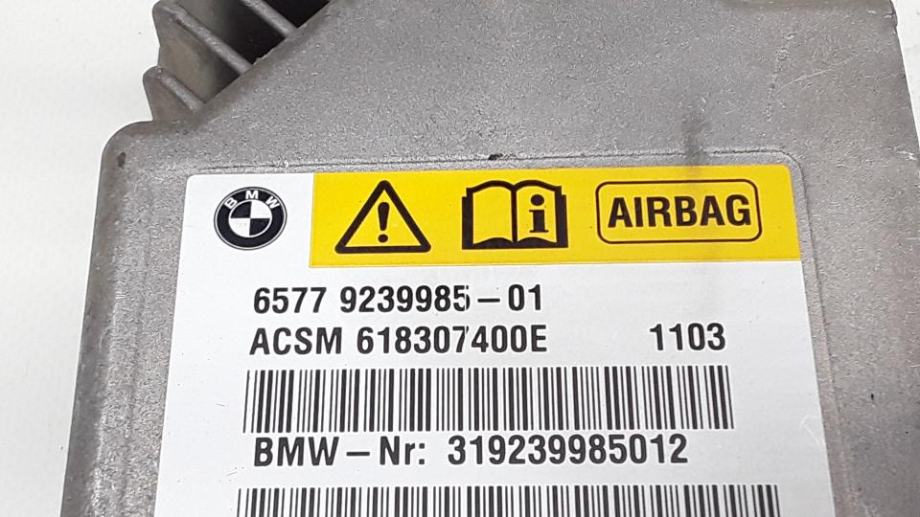 BMW
AIRBAG
6577 9239985-01
ACSM 618307400E 1103
BMW-Nr: 319239985012